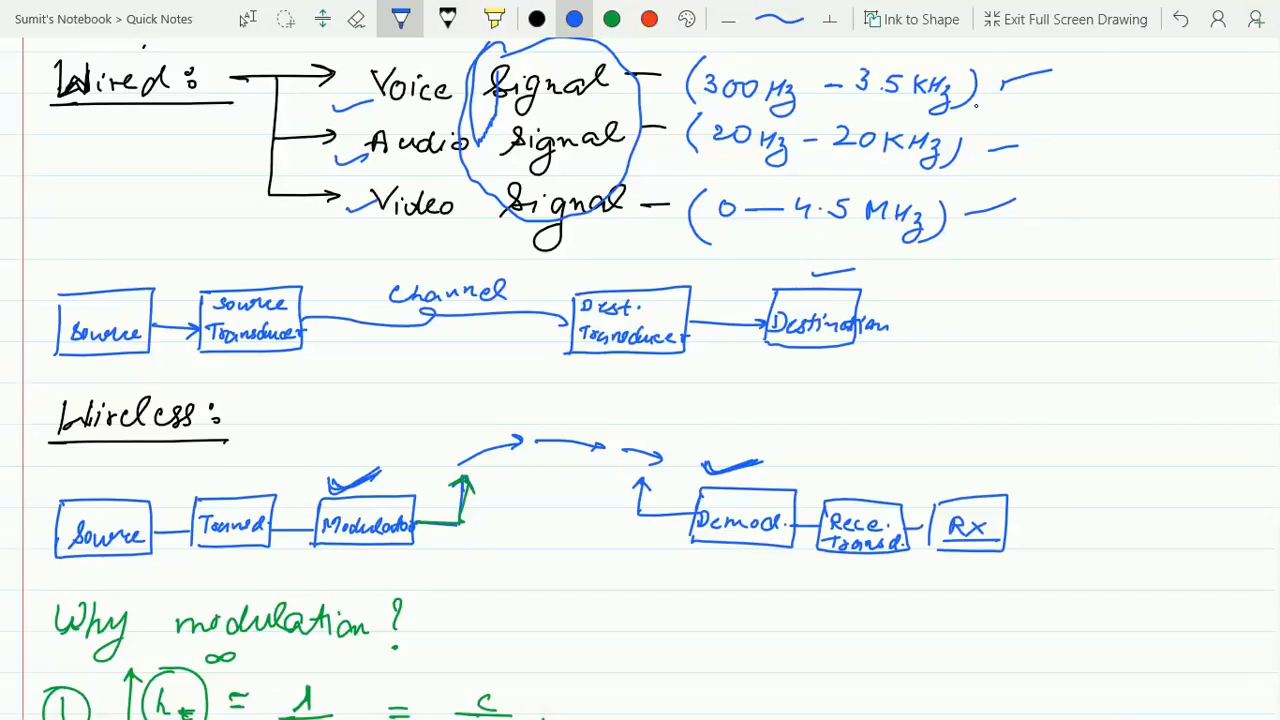 Sumit's Notebook > Quick Notes
Ink to Shape
Exit Full Screen Drawing
Wired: Voice Signal — (300 Hz - 3.5 KHz)
Audio Signal — (20 Hz - 20 KHz)
Video Signal — (0 — 4.5 MHz)
Source
Source Transducer
Channel
Dest. Transducer
Destination
Wireless:
Source
Transd.
Modulator
Demod.
Rece. Transd.
Rx
Why modulation?
∞
① ↑ ht = λ = c